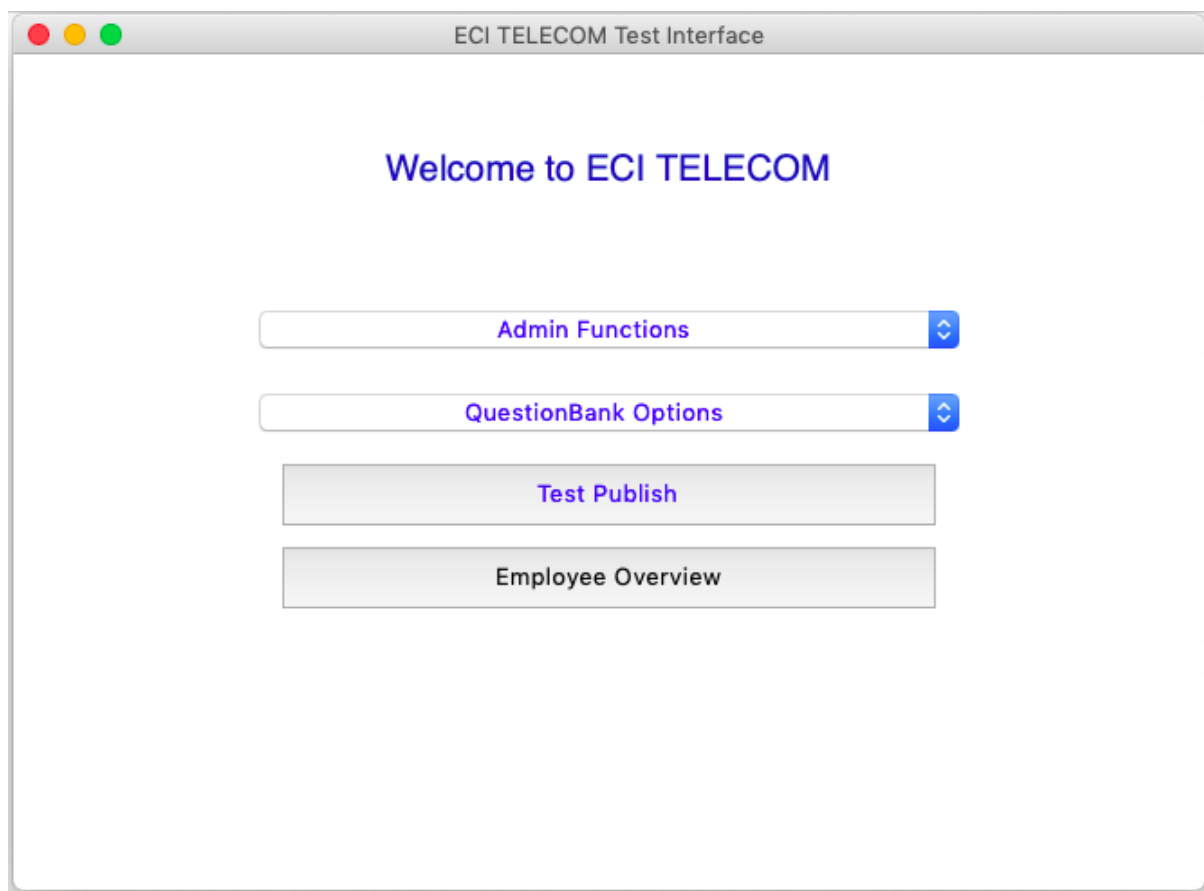 ECI TELECOM Test Interface
Welcome to ECI TELECOM
Admin Functions
QuestionBank Options
Test Publish
Employee Overview